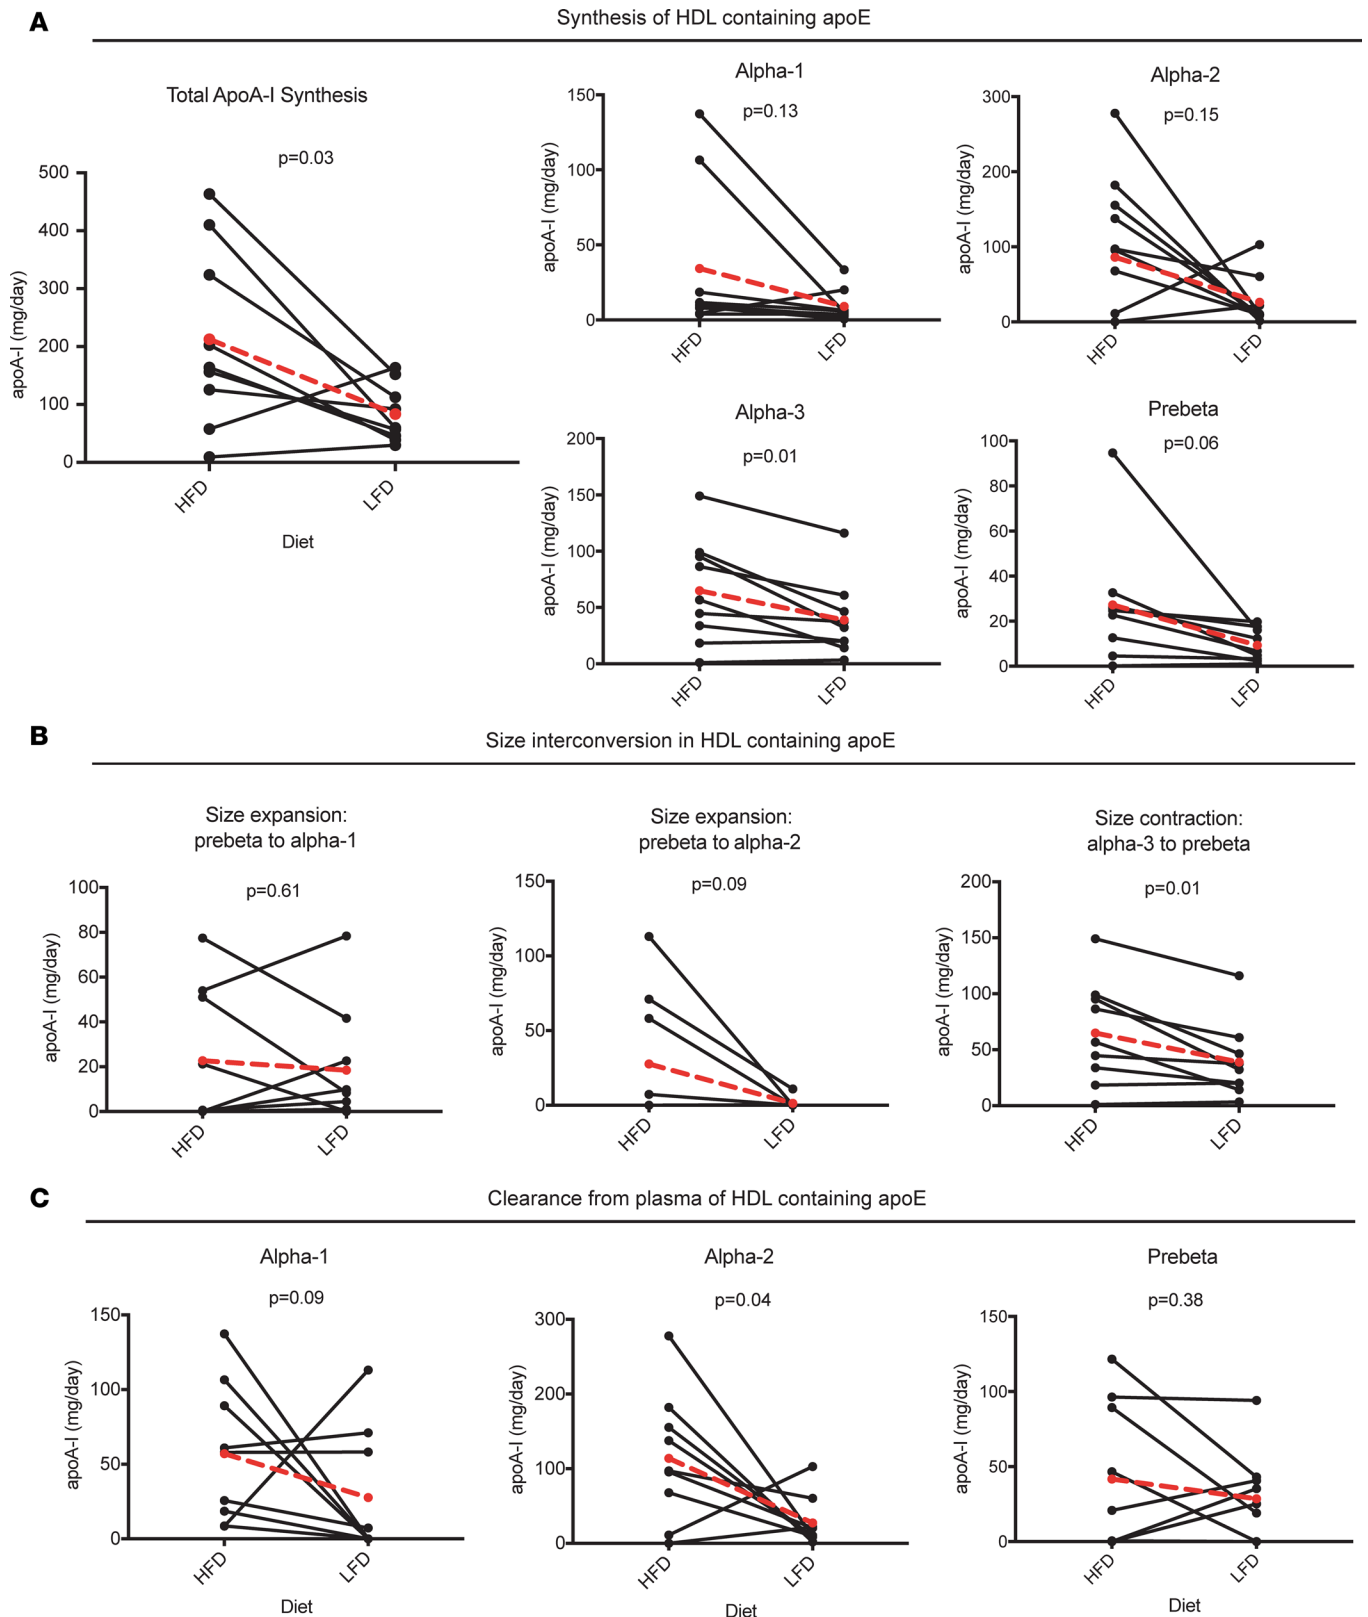 A
Synthesis of HDL containing apoE
Total ApoA-I Synthesis
p=0.03
apoA-I (mg/day)
500
400
300
200
100
0
HFD
LFD
Diet
Alpha-1
p=0.13
apoA-I (mg/day)
150
100
50
0
HFD
LFD
Alpha-2
p=0.15
apoA-I (mg/day)
300
200
100
0
HFD
LFD
Alpha-3
p=0.01
apoA-I (mg/day)
200
150
100
50
0
HFD
LFD
Prebeta
p=0.06
apoA-I (mg/day)
100
80
60
40
20
0
HFD
LFD
B
Size interconversion in HDL containing apoE
Size expansion:
prebeta to alpha-1
p=0.61
apoA-I (mg/day)
100
80
60
40
20
0
HFD
LFD
Size expansion:
prebeta to alpha-2
p=0.09
apoA-I (mg/day)
150
100
50
0
HFD
LFD
Size contraction:
alpha-3 to prebeta
p=0.01
apoA-I (mg/day)
200
150
100
50
0
HFD
LFD
C
Clearance from plasma of HDL containing apoE
Alpha-1
p=0.09
apoA-I (mg/day)
150
100
50
0
HFD
LFD
Diet
Alpha-2
p=0.04
apoA-I (mg/day)
300
200
100
0
HFD
LFD
Diet
Prebeta
p=0.38
apoA-I (mg/day)
150
100
50
0
HFD
LFD
Diet